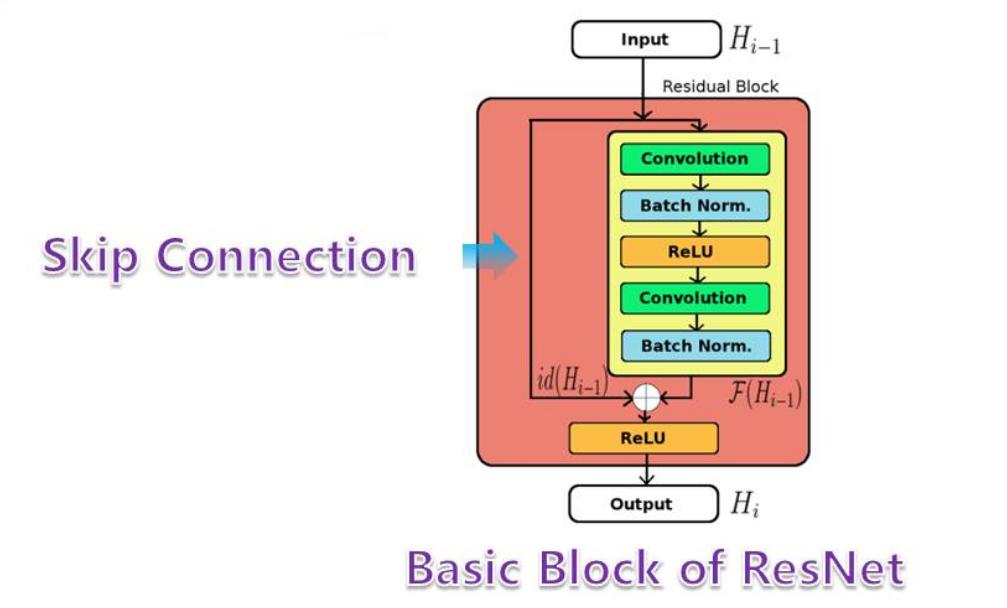 Input H_{i-1}
Residual Block
Convolution
Batch Norm.
Skip Connection
ReLU
Convolution
Batch Norm.
id(H_{i-1})
ℱ(H_{i-1})
ReLU
Output H_i
Basic Block of ResNet